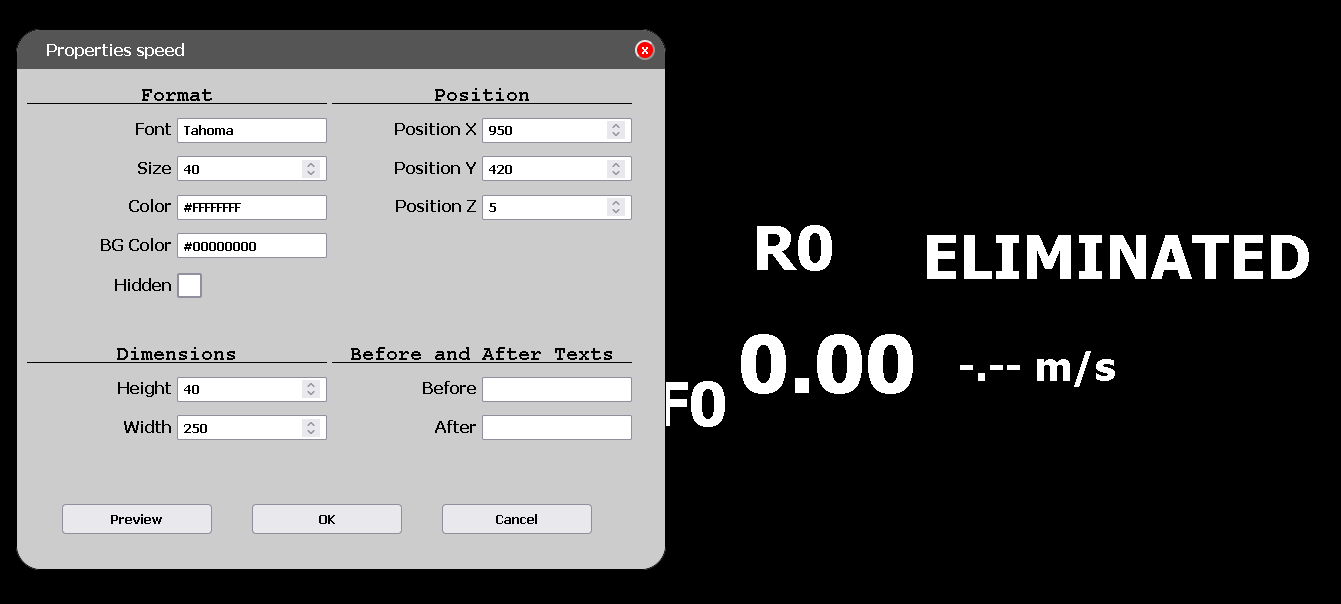 Properties speed
x
Format
Font Tahoma
Size 40
Color #FFFFFFFF
BG Color #00000000
Hidden
Position
Position X 950
Position Y 420
Position Z 5
Dimensions
Height 40
Width 250
Before and After Texts
Before
After
Preview OK Cancel
R0 ELIMINATED
0.00 -.-- m/s
F0